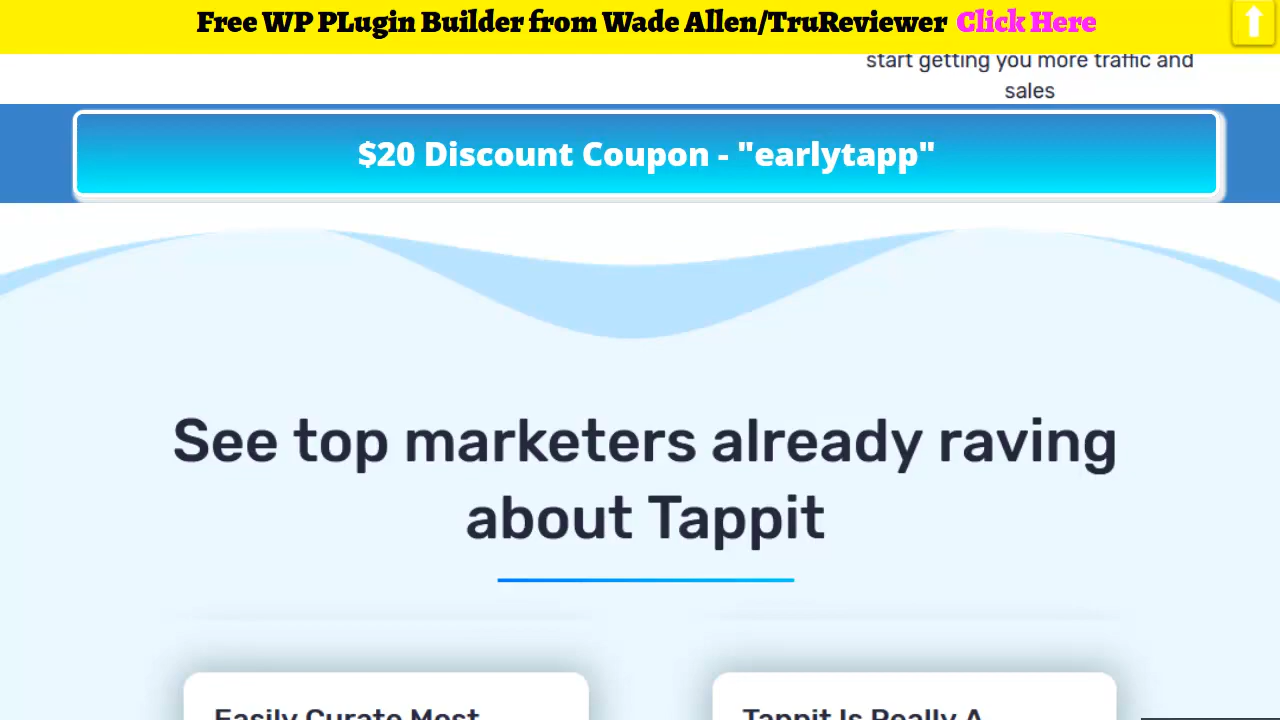 Free WP PLugin Builder from Wade Allen/TruReviewer Click Here
start getting you more traffic and
sales
$20 Discount Coupon - "earlytapp"
See top marketers already raving
about Tappit
Easily Curate Most
Tappit Is Really A